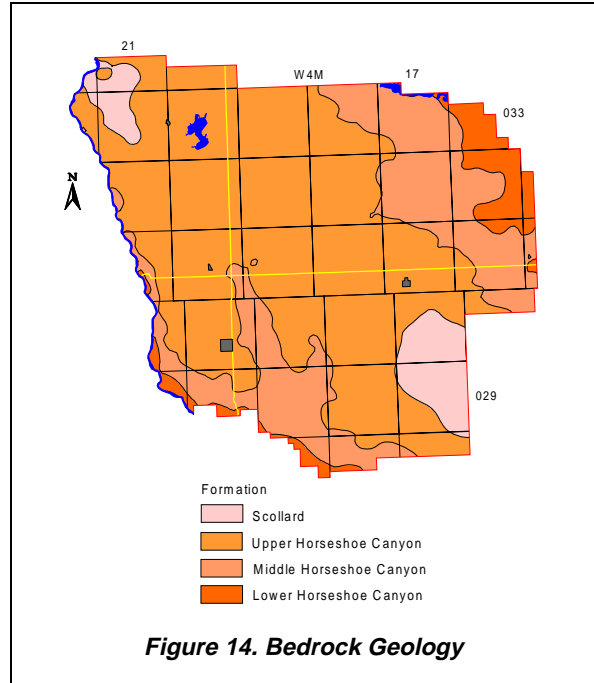 21
W4M
17
033
N
029
Formation
Scollard
Upper Horseshoe Canyon
Middle Horseshoe Canyon
Lower Horseshoe Canyon
Figure 14. Bedrock Geology